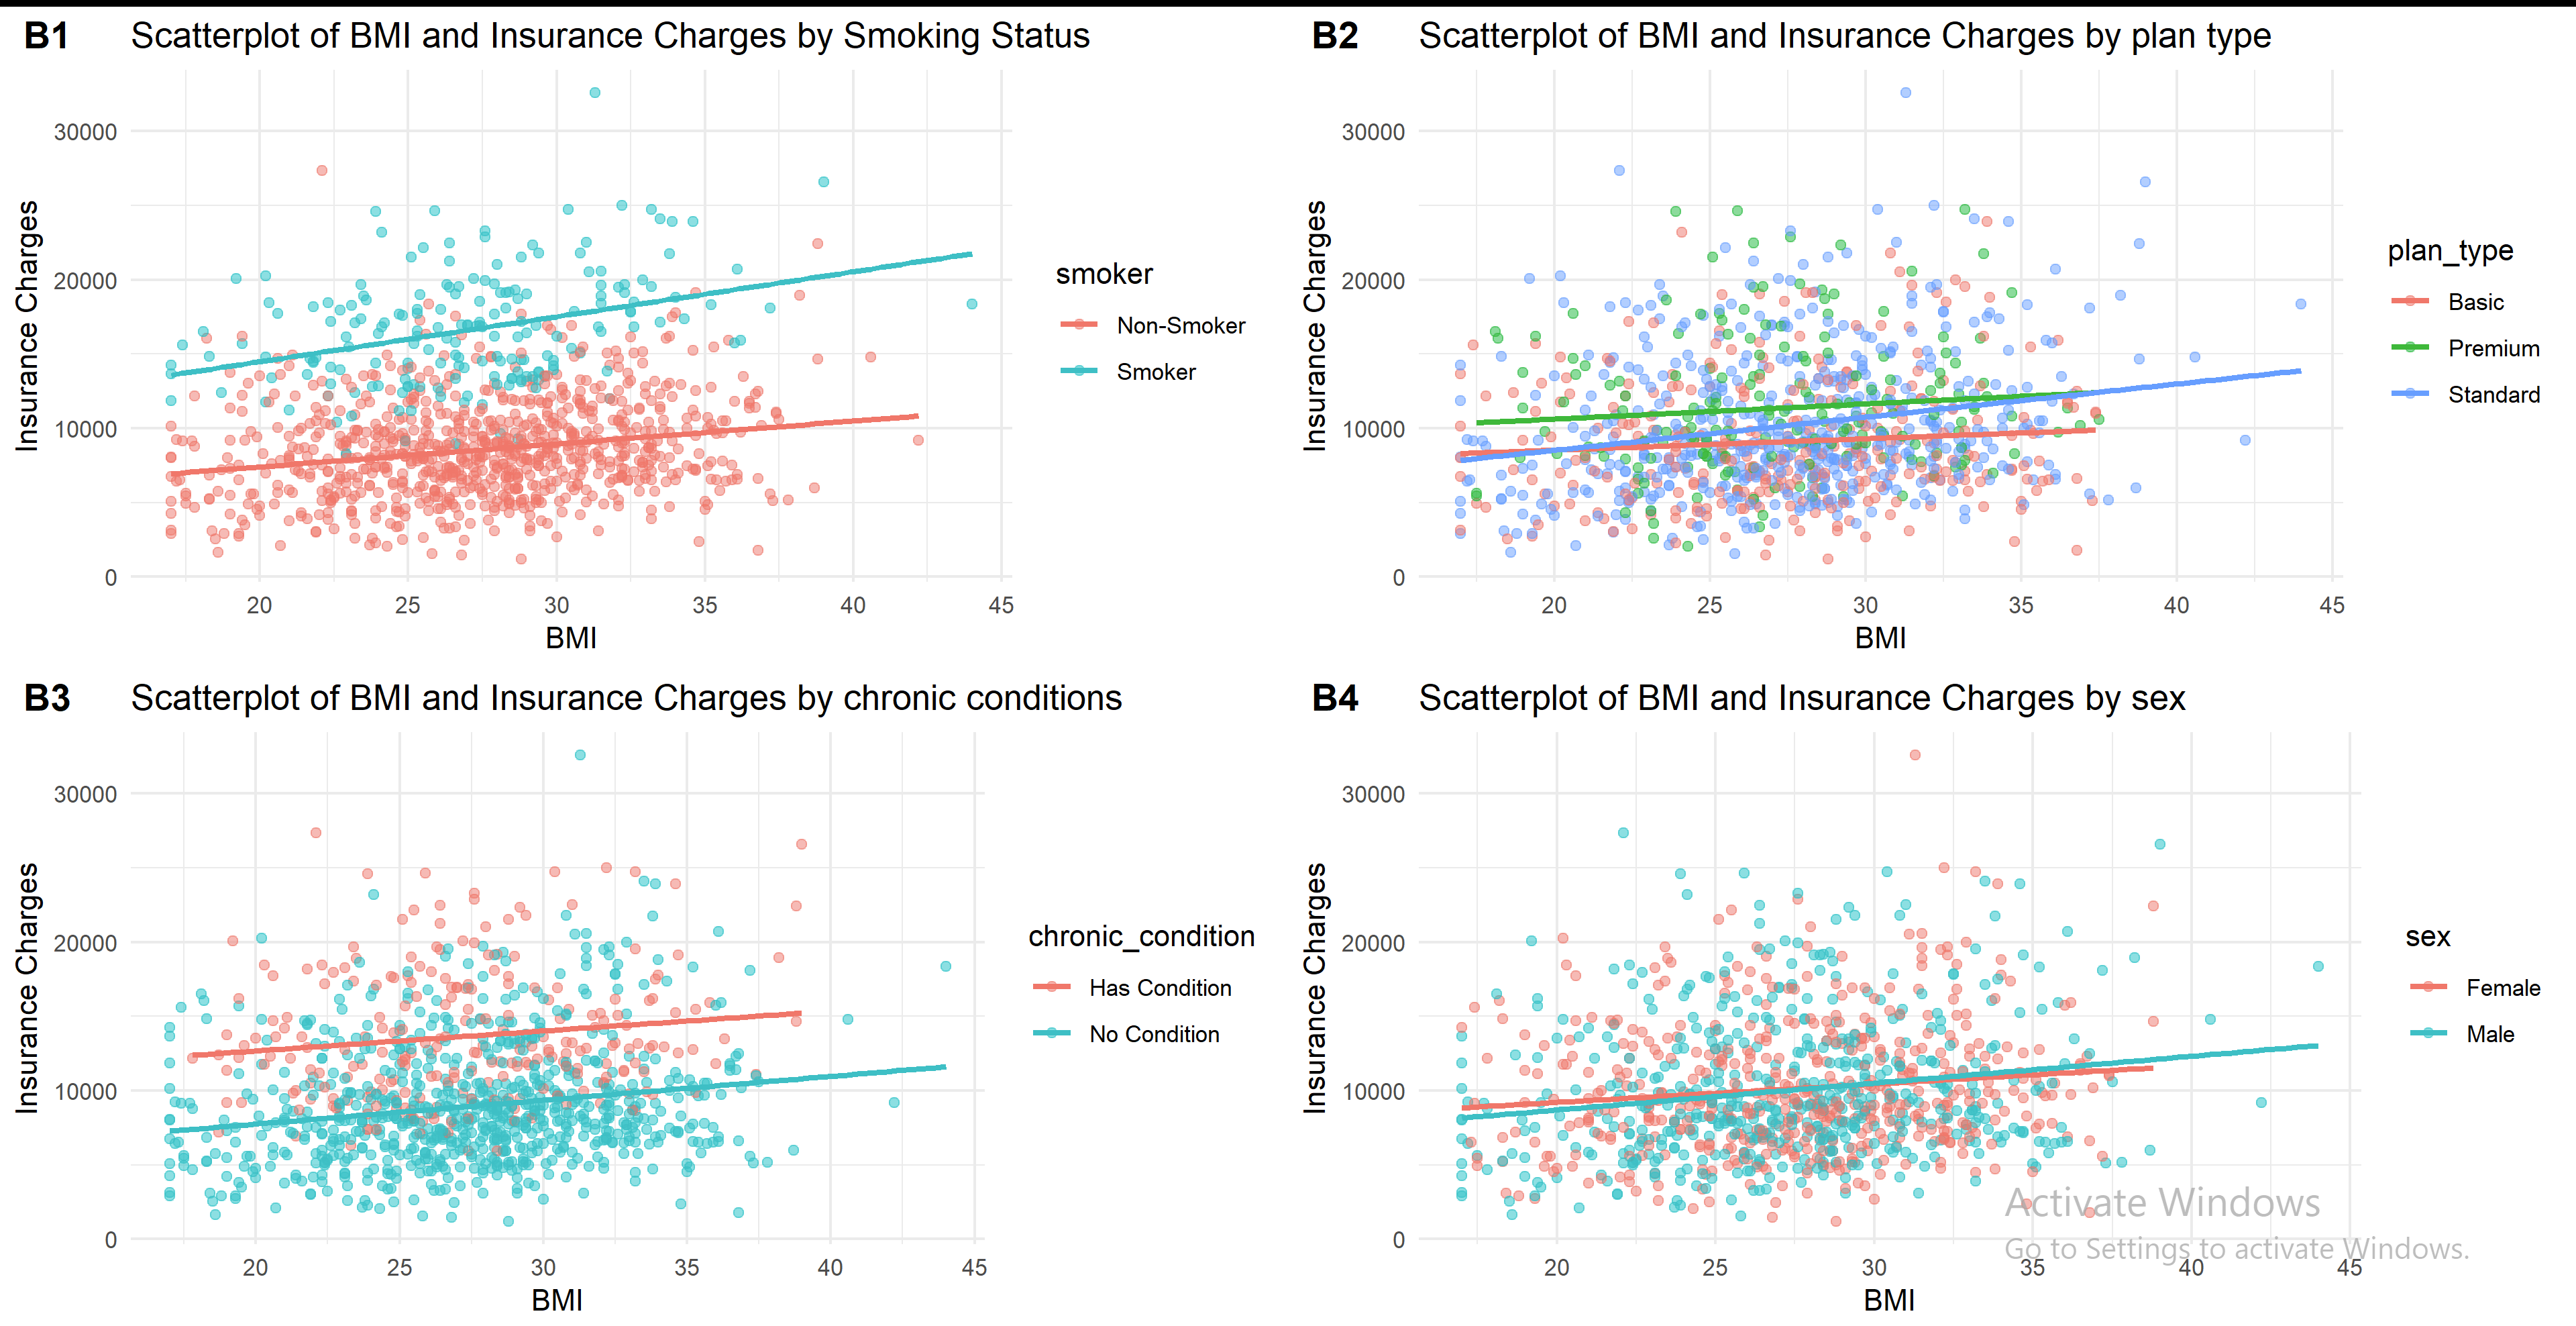 B1 Scatterplot of BMI and Insurance Charges by Smoking Status
Insurance Charges
30000
20000
10000
0
20 25 30 35 40 45
BMI
smoker
Non-Smoker
Smoker
B2 Scatterplot of BMI and Insurance Charges by plan type
Insurance Charges
30000
20000
10000
0
20 25 30 35 40 45
BMI
plan_type
Basic
Premium
Standard
B3 Scatterplot of BMI and Insurance Charges by chronic conditions
Insurance Charges
30000
20000
10000
0
20 25 30 35 40 45
BMI
chronic_condition
Has Condition
No Condition
B4 Scatterplot of BMI and Insurance Charges by sex
Insurance Charges
30000
20000
10000
0
20 25 30 35 40 45
BMI
sex
Female
Male
Activate Windows
Go to Settings to activate Windows.